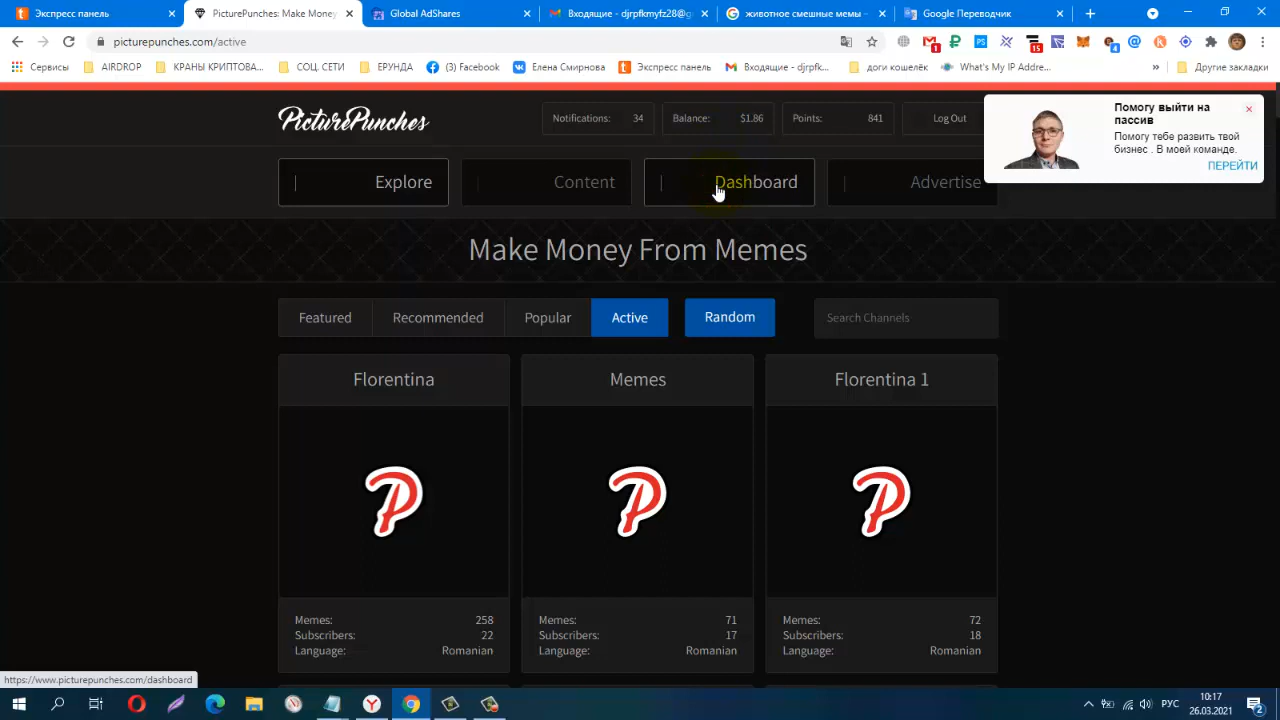 Экспресс панель
PicturePunches: Make Money
Global AdShares
Входящие - djrpfkmyfz28@g
животное смешные мемы –
Google Переводчик
picturepunches.com/active
1
15
4
Сервисы
AIRDROP
КРАНЫ КРИПТОВА...
СОЦ. СЕТИ
ЕРУНДА
(3) Facebook
Елена Смирнова
Экспресс панель
Входящие - djrpfk...
доги кошелёк
What's My IP Addre...
»
Другие закладки
PicturePunches
Notifications: 34
Balance: $1.86
Points: 841
Log Out
Помогу выйти на
пассив
Помогу тебе развить твой
бизнес . В моей команде.
ПЕРЕЙТИ
Explore
Content
Dashboard
Advertise
Make Money From Memes
Featured
Recommended
Popular
Active
Random
Search Channels
Florentina
Memes
Florentina 1
P
P
P
Memes: 258
Subscribers: 22
Language: Romanian
Memes: 71
Subscribers: 17
Language: Romanian
Memes: 72
Subscribers: 18
Language: Romanian
https://www.picturepunches.com/dashboard
РУС
10:17
26.03.2021
2